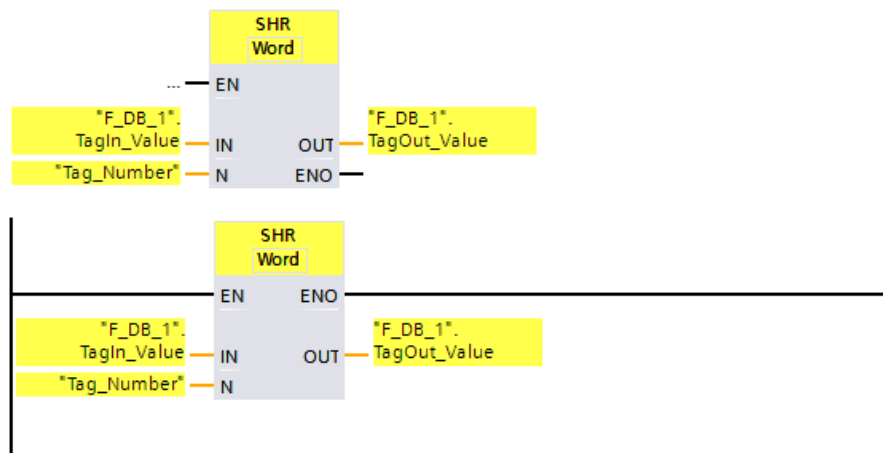 SHR
Word
... EN
"F_DB_1".
TagIn_Value IN OUT "F_DB_1".
TagOut_Value
"Tag_Number" N ENO
SHR
Word
EN ENO
"F_DB_1".
TagIn_Value IN OUT "F_DB_1".
TagOut_Value
"Tag_Number" N